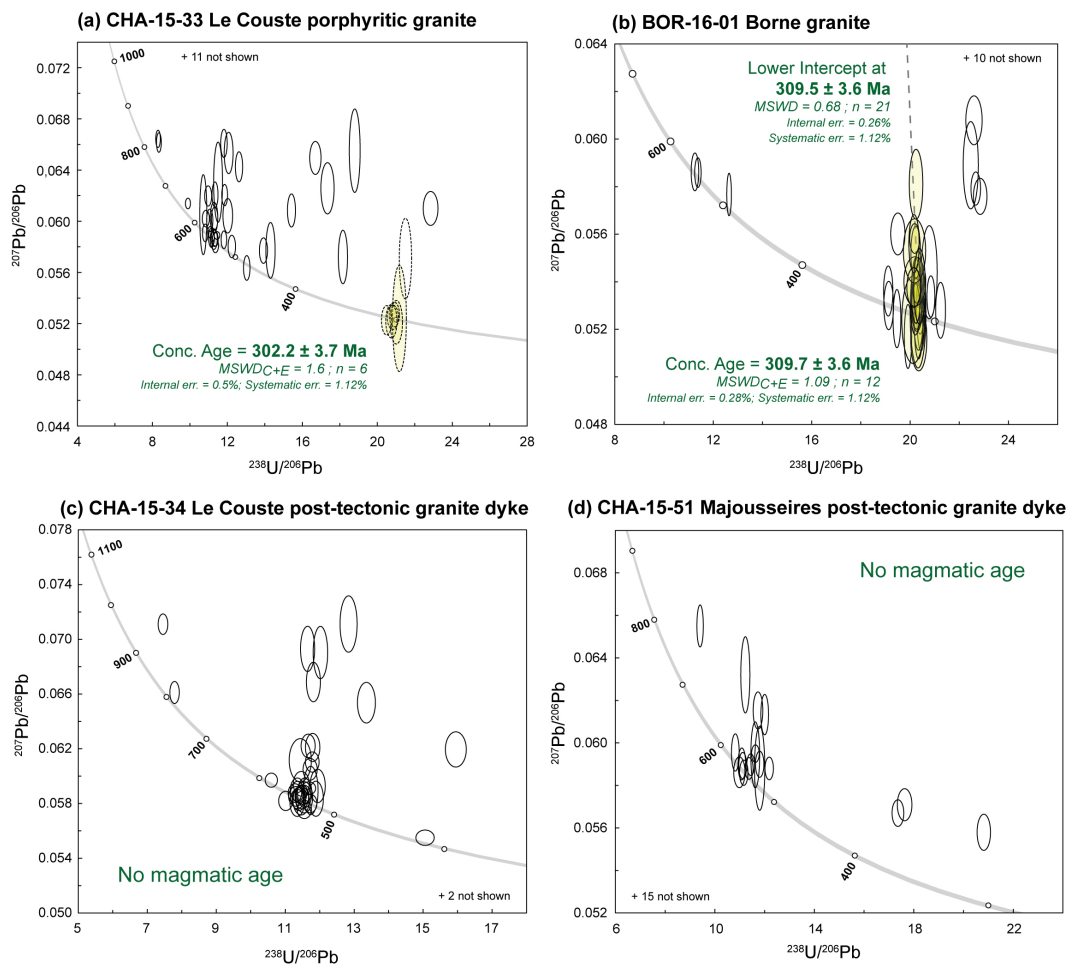 (a) CHA-15-33 Le Couste porphyritic granite
+ 11 not shown
1000
800
600
400
0.072
0.068
0.064
0.060
0.056
0.052
0.048
0.044
207Pb/206Pb
Conc. Age = 302.2 ± 3.7 Ma
MSWDC+E = 1.6 ; n = 6
Internal err. = 0.5%; Systematic err. = 1.12%
4 8 12 16 20 24 28
238U/206Pb
(b) BOR-16-01 Borne granite
+ 10 not shown
Lower Intercept at
309.5 ± 3.6 Ma
MSWD = 0.68 ; n = 21
Internal err. = 0.26%
Systematic err. = 1.12%
600
400
0.064
0.060
0.056
0.052
0.048
207Pb/206Pb
Conc. Age = 309.7 ± 3.6 Ma
MSWDC+E = 1.09 ; n = 12
Internal err. = 0.28%; Systematic err. = 1.12%
8 12 16 20 24
238U/206Pb
(c) CHA-15-34 Le Couste post-tectonic granite dyke
1100
900
700
500
0.078
0.074
0.070
0.066
0.062
0.058
0.054
0.050
207Pb/206Pb
No magmatic age
+ 2 not shown
5 7 9 11 13 15 17
238U/206Pb
(d) CHA-15-51 Majousseires post-tectonic granite dyke
No magmatic age
800
600
400
0.068
0.064
0.060
0.056
0.052
207Pb/206Pb
+ 15 not shown
6 10 14 18 22
238U/206Pb